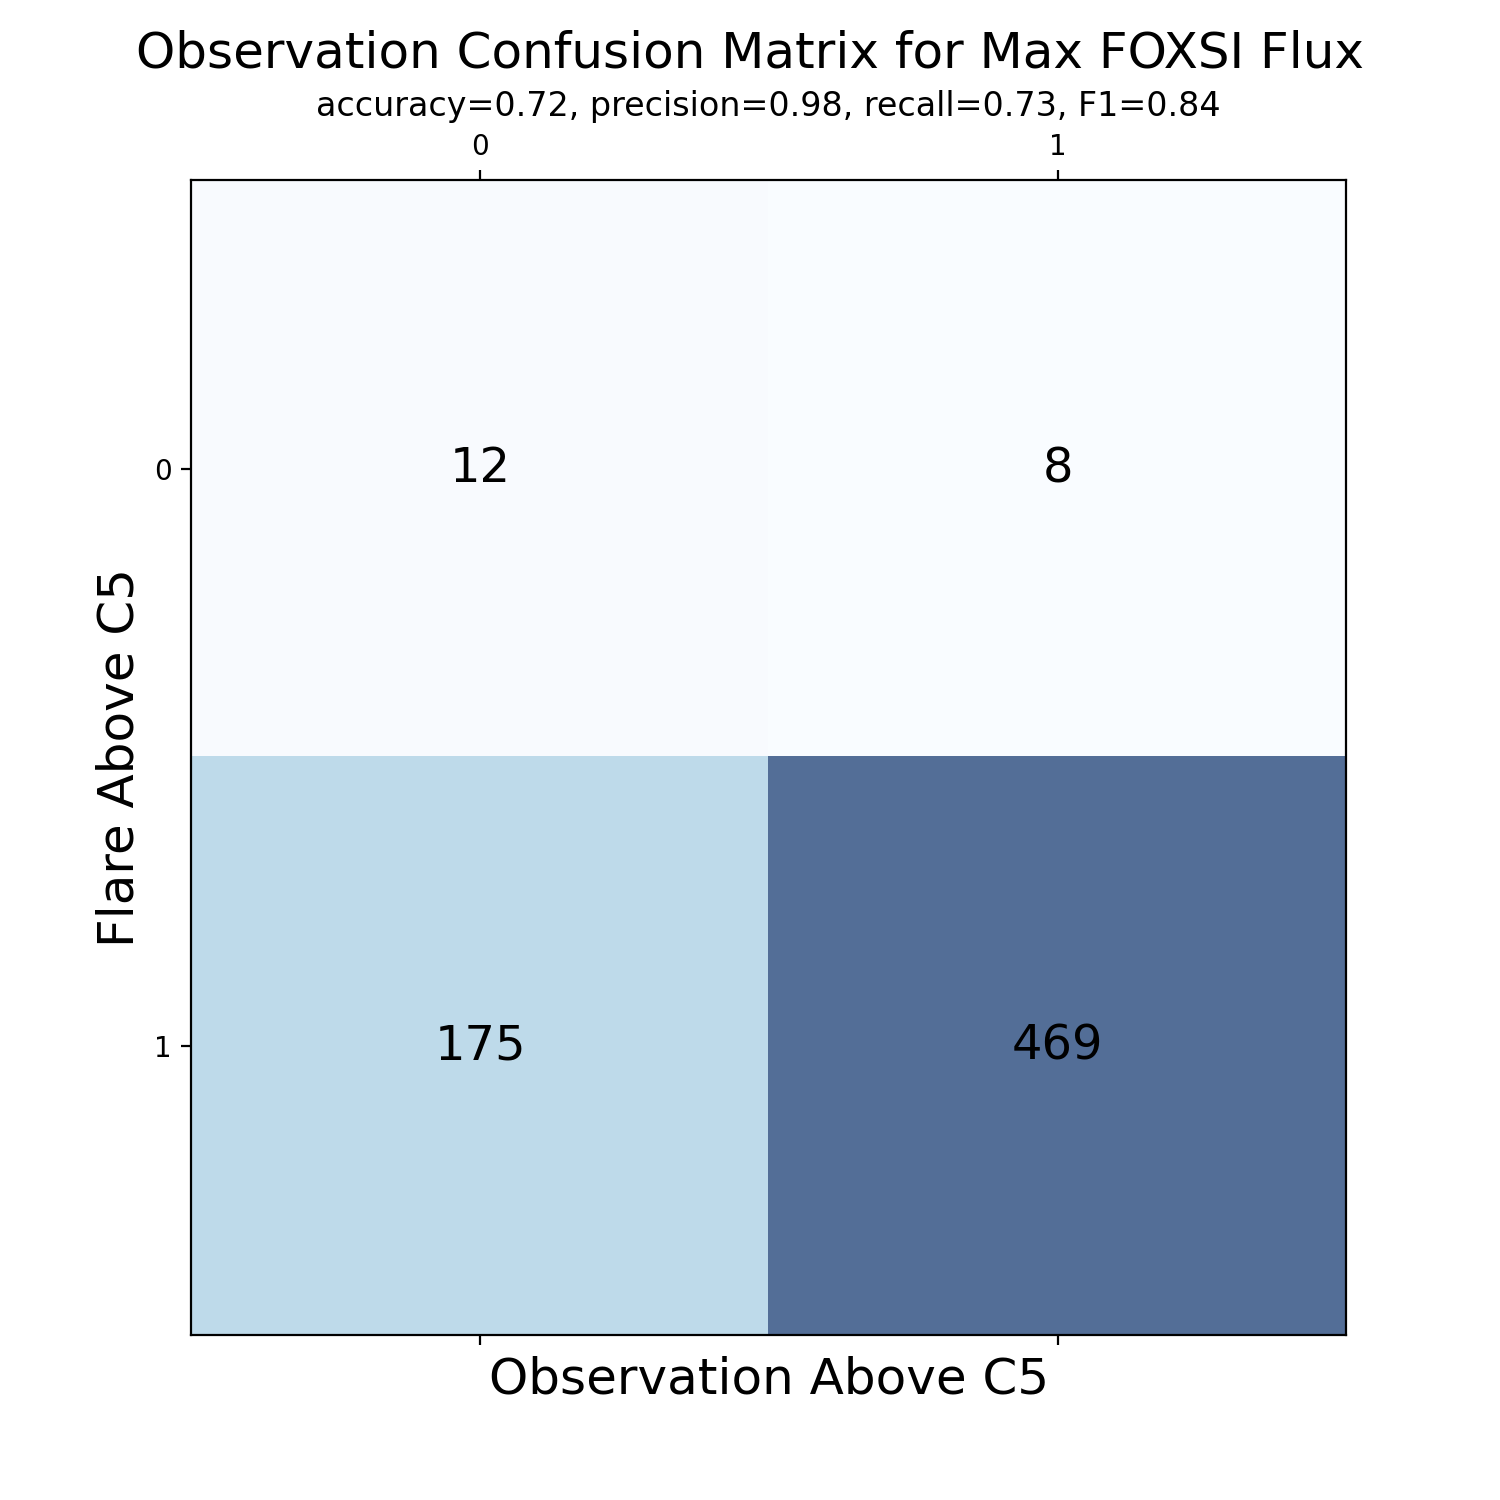 Observation Confusion Matrix for Max FOXSI Flux
accuracy=0.72, precision=0.98, recall=0.73, F1=0.84
0 1
0 12 8
Flare Above C5
1 175 469
Observation Above C5